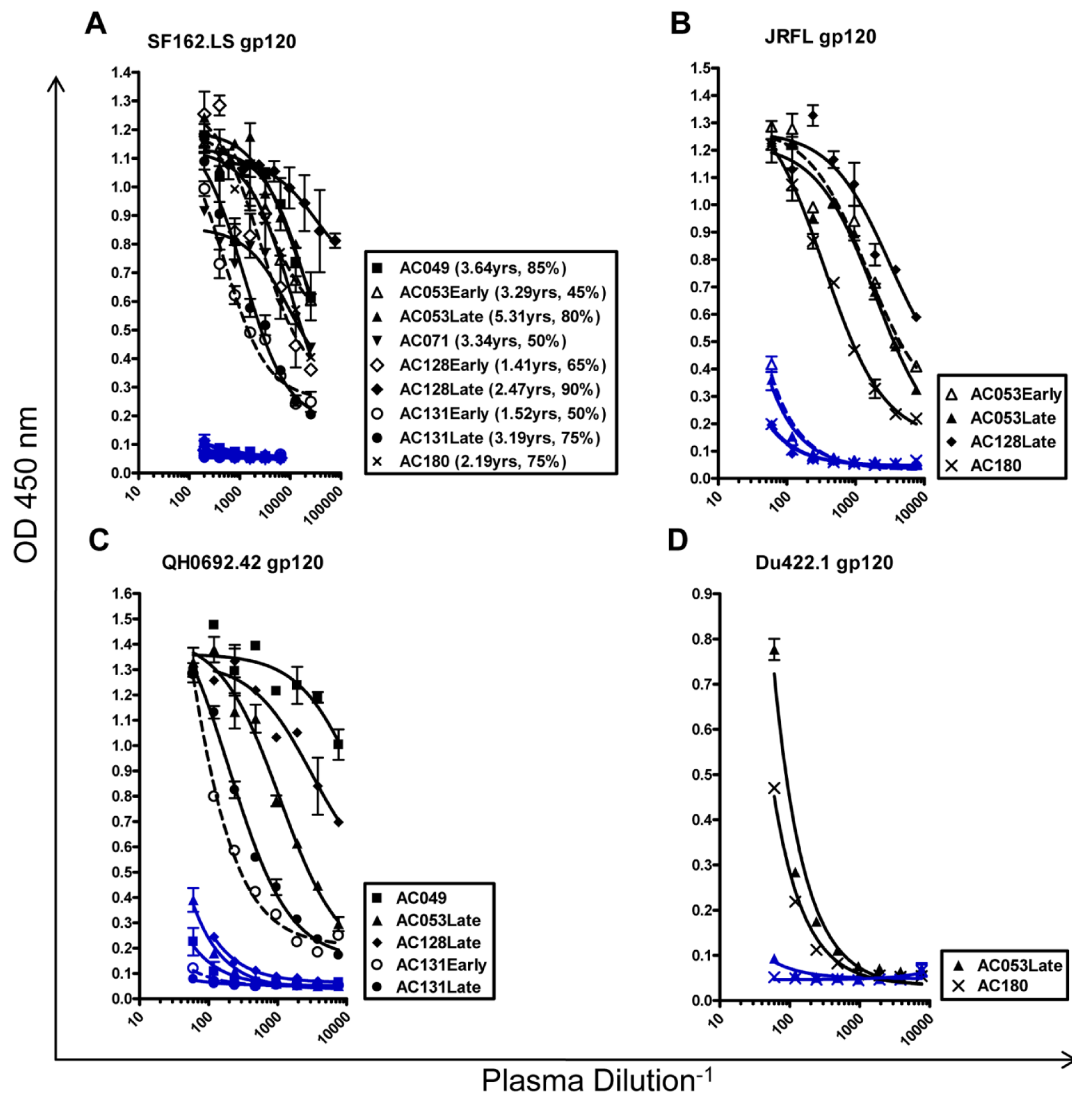 A
SF162.LS gp120
1.4
1.3
1.2
1.1
1.0
0.9
0.8
0.7
0.6
0.5
0.4
0.3
0.2
0.1
0.0
10
100
1000
10000
100000
AC049 (3.64yrs, 85%)
AC053Early (3.29yrs, 45%)
AC053Late (5.31yrs, 80%)
AC071 (3.34yrs, 50%)
AC128Early (1.41yrs, 65%)
AC128Late (2.47yrs, 90%)
AC131Early (1.52yrs, 50%)
AC131Late (3.19yrs, 75%)
AC180 (2.19yrs, 75%)
B
JRFL gp120
1.5
1.4
1.3
1.2
1.1
1.0
0.9
0.8
0.7
0.6
0.5
0.4
0.3
0.2
0.1
0.0
10
100
1000
10000
AC053Early
AC053Late
AC128Late
AC180
C
QH0692.42 gp120
1.6
1.5
1.4
1.3
1.2
1.1
1.0
0.9
0.8
0.7
0.6
0.5
0.4
0.3
0.2
0.1
0.0
10
100
1000
10000
AC049
AC053Late
AC128Late
AC131Early
AC131Late
D
Du422.1 gp120
0.9
0.8
0.7
0.6
0.5
0.4
0.3
0.2
0.1
0.0
10
100
1000
10000
AC053Late
AC180
OD 450 nm
Plasma Dilution⁻¹